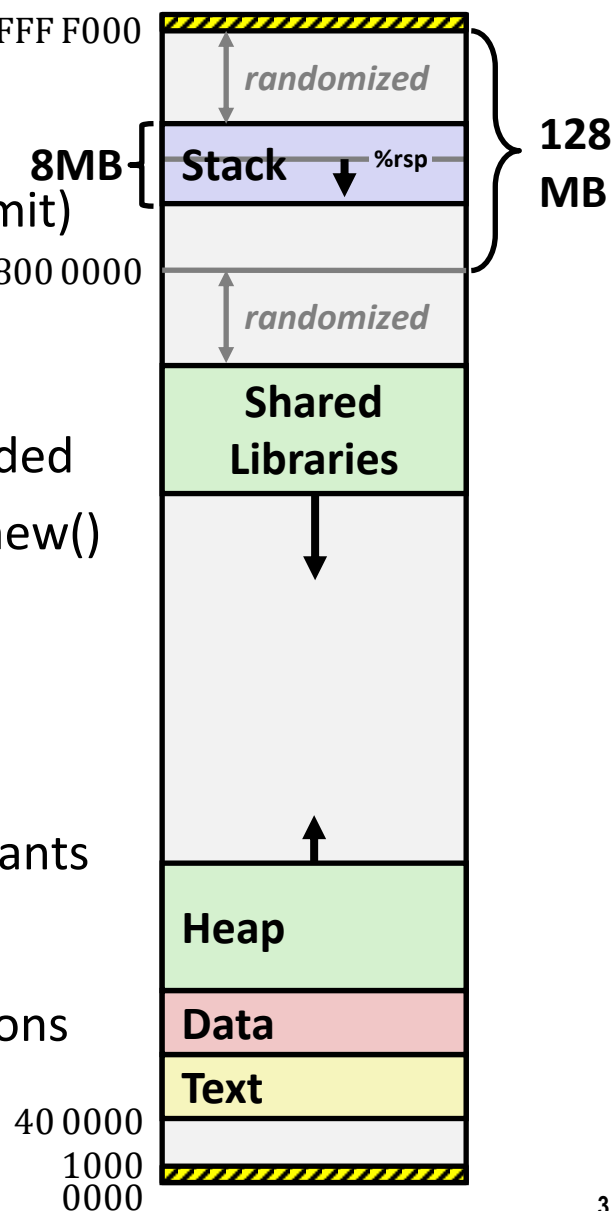 FFF F000
randomized
128
MB
8MB
Stack
%rsp
mit)
800 0000
randomized
Shared
Libraries
ded
new()
ants
Heap
ons
Data
Text
40 0000
1000
0000
3